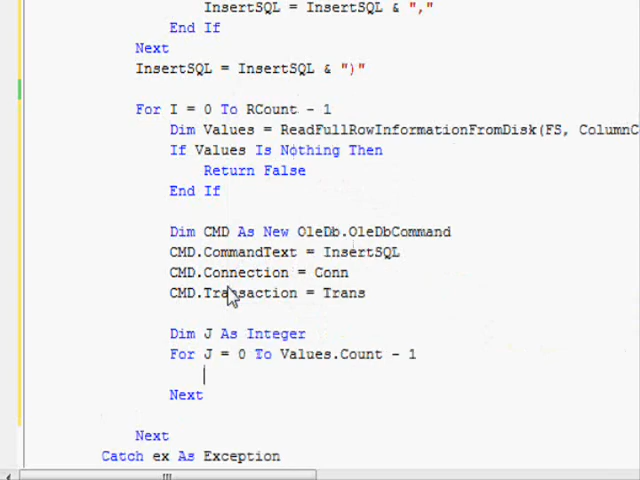 InsertSQL = InsertSQL & ","
End If
Next
InsertSQL = InsertSQL & ")"
For I = 0 To RCount - 1
Dim Values = ReadFullRowInformationFromDisk(FS, ColumnC
If Values Is Nothing Then
Return False
End If
Dim CMD As New OleDb.OleDbCommand
CMD.CommandText = InsertSQL
CMD.Connection = Conn
CMD.Transaction = Trans
Dim J As Integer
For J = 0 To Values.Count - 1
Next
Next
Catch ex As Exception